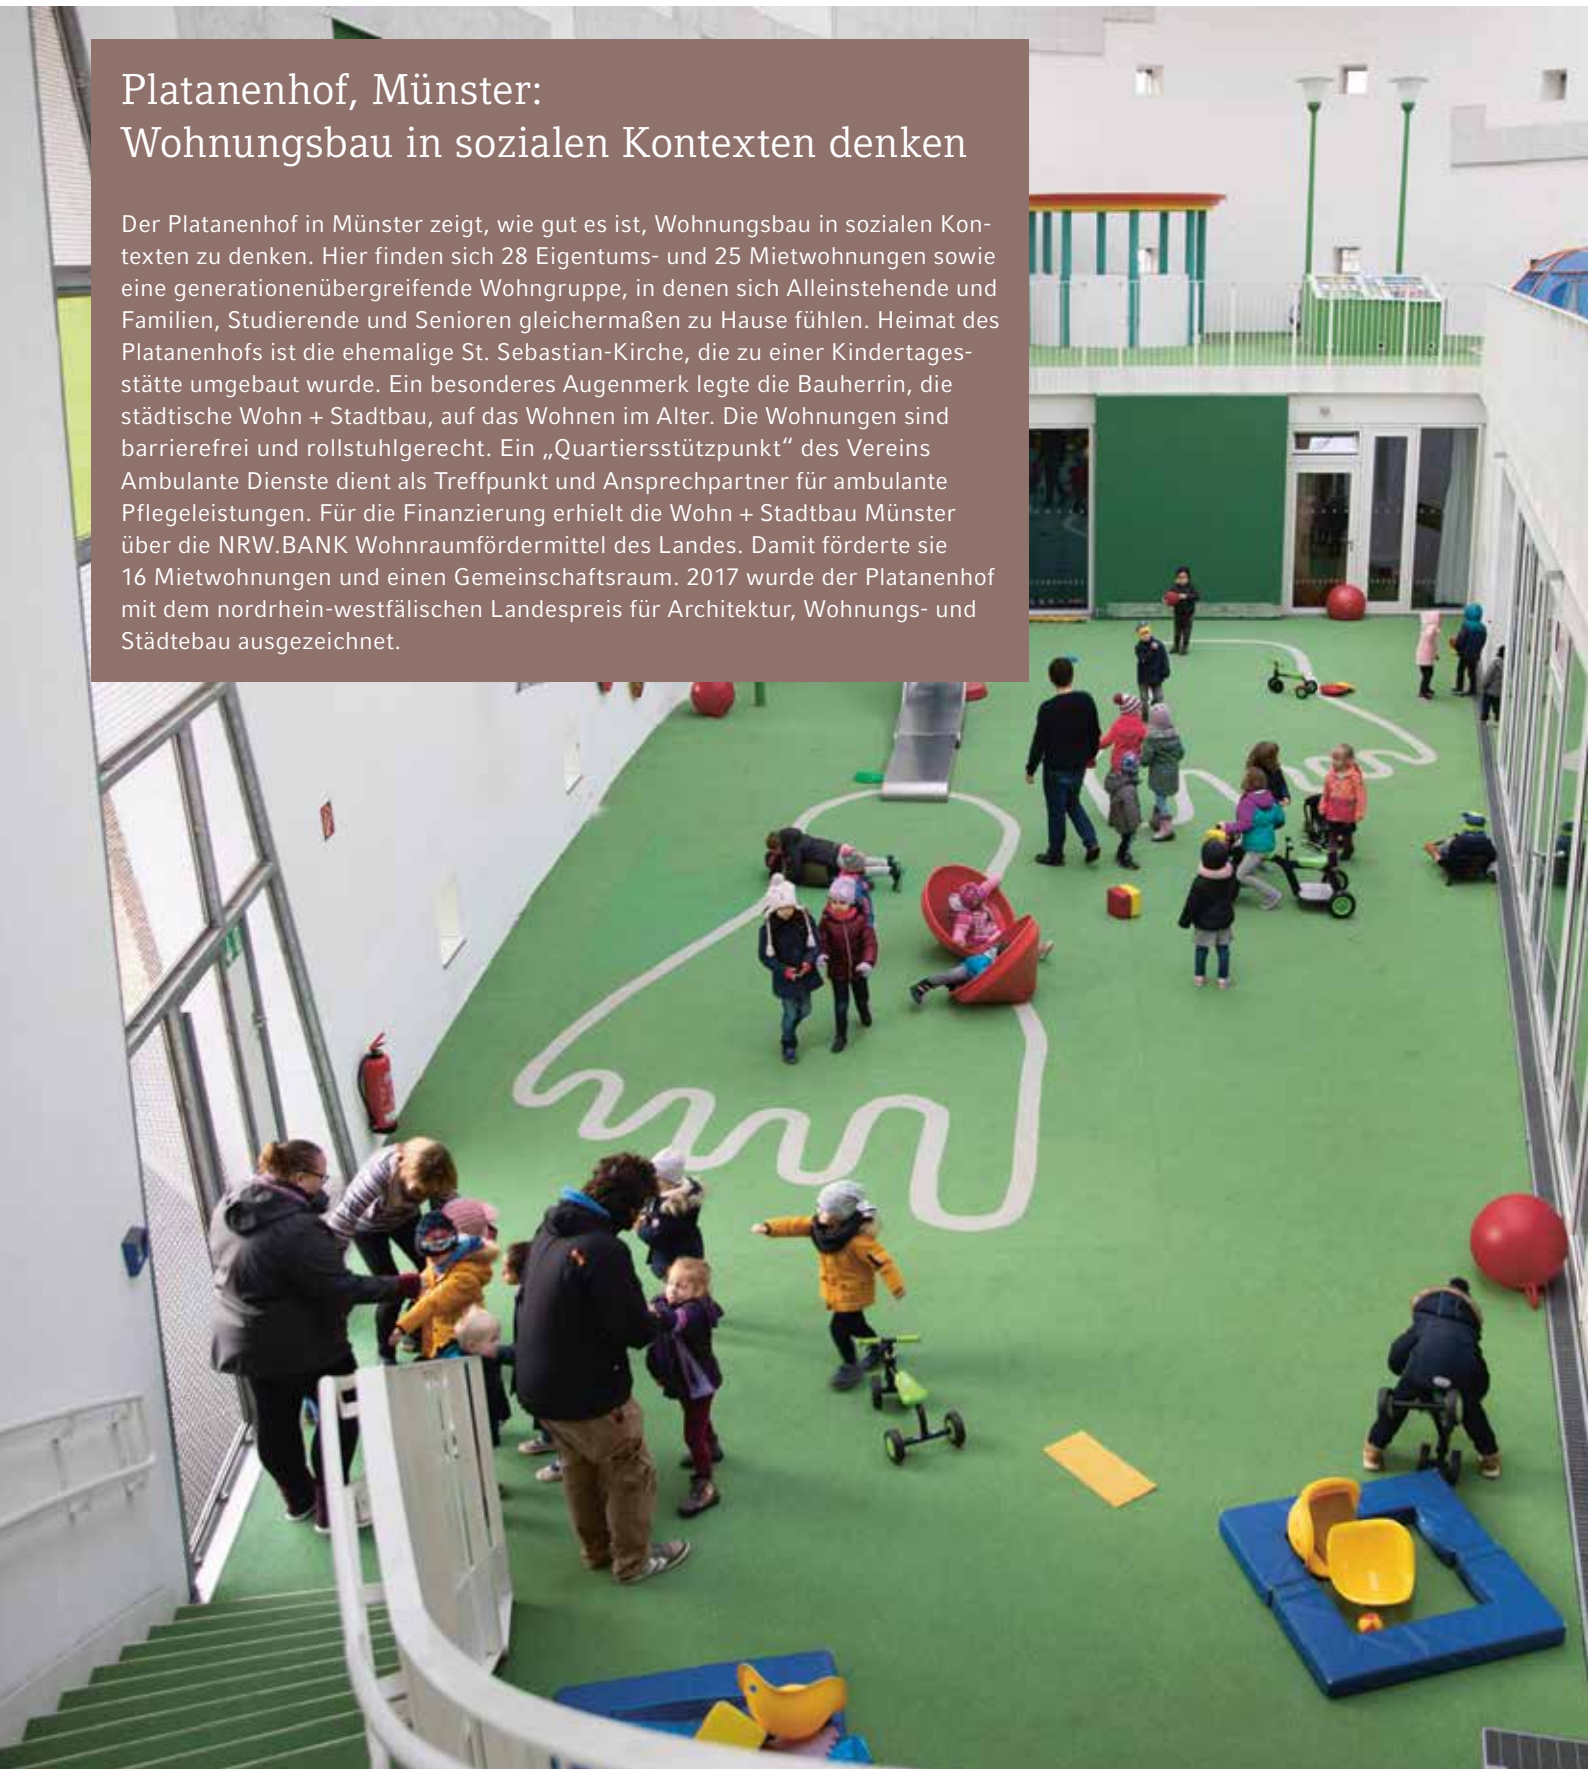 Platanenhof, Münster:
Wohnungsbau in sozialen Kontexten denken
Der Platanenhof in Münster zeigt, wie gut es ist, Wohnungsbau in sozialen Kon-
texten zu denken. Hier finden sich 28 Eigentums- und 25 Mietwohnungen sowie
eine generationenübergreifende Wohngruppe, in denen sich Alleinstehende und
Familien, Studierende und Senioren gleichermaßen zu Hause fühlen. Heimat des
Platanenhofs ist die ehemalige St. Sebastian-Kirche, die zu einer Kindertages-
stätte umgebaut wurde. Ein besonderes Augenmerk legte die Bauherrin, die
städtische Wohn + Stadtbau, auf das Wohnen im Alter. Die Wohnungen sind
barrierefrei und rollstuhlgerecht. Ein „Quartiersstützpunkt“ des Vereins
Ambulante Dienste dient als Treffpunkt und Ansprechpartner für ambulante
Pflegeleistungen. Für die Finanzierung erhielt die Wohn + Stadtbau Münster
über die NRW.BANK Wohnraumfördermittel des Landes. Damit förderte sie
16 Mietwohnungen und einen Gemeinschaftsraum. 2017 wurde der Platanenhof
mit dem nordrhein-westfälischen Landespreis für Architektur, Wohnungs- und
Städtebau ausgezeichnet.